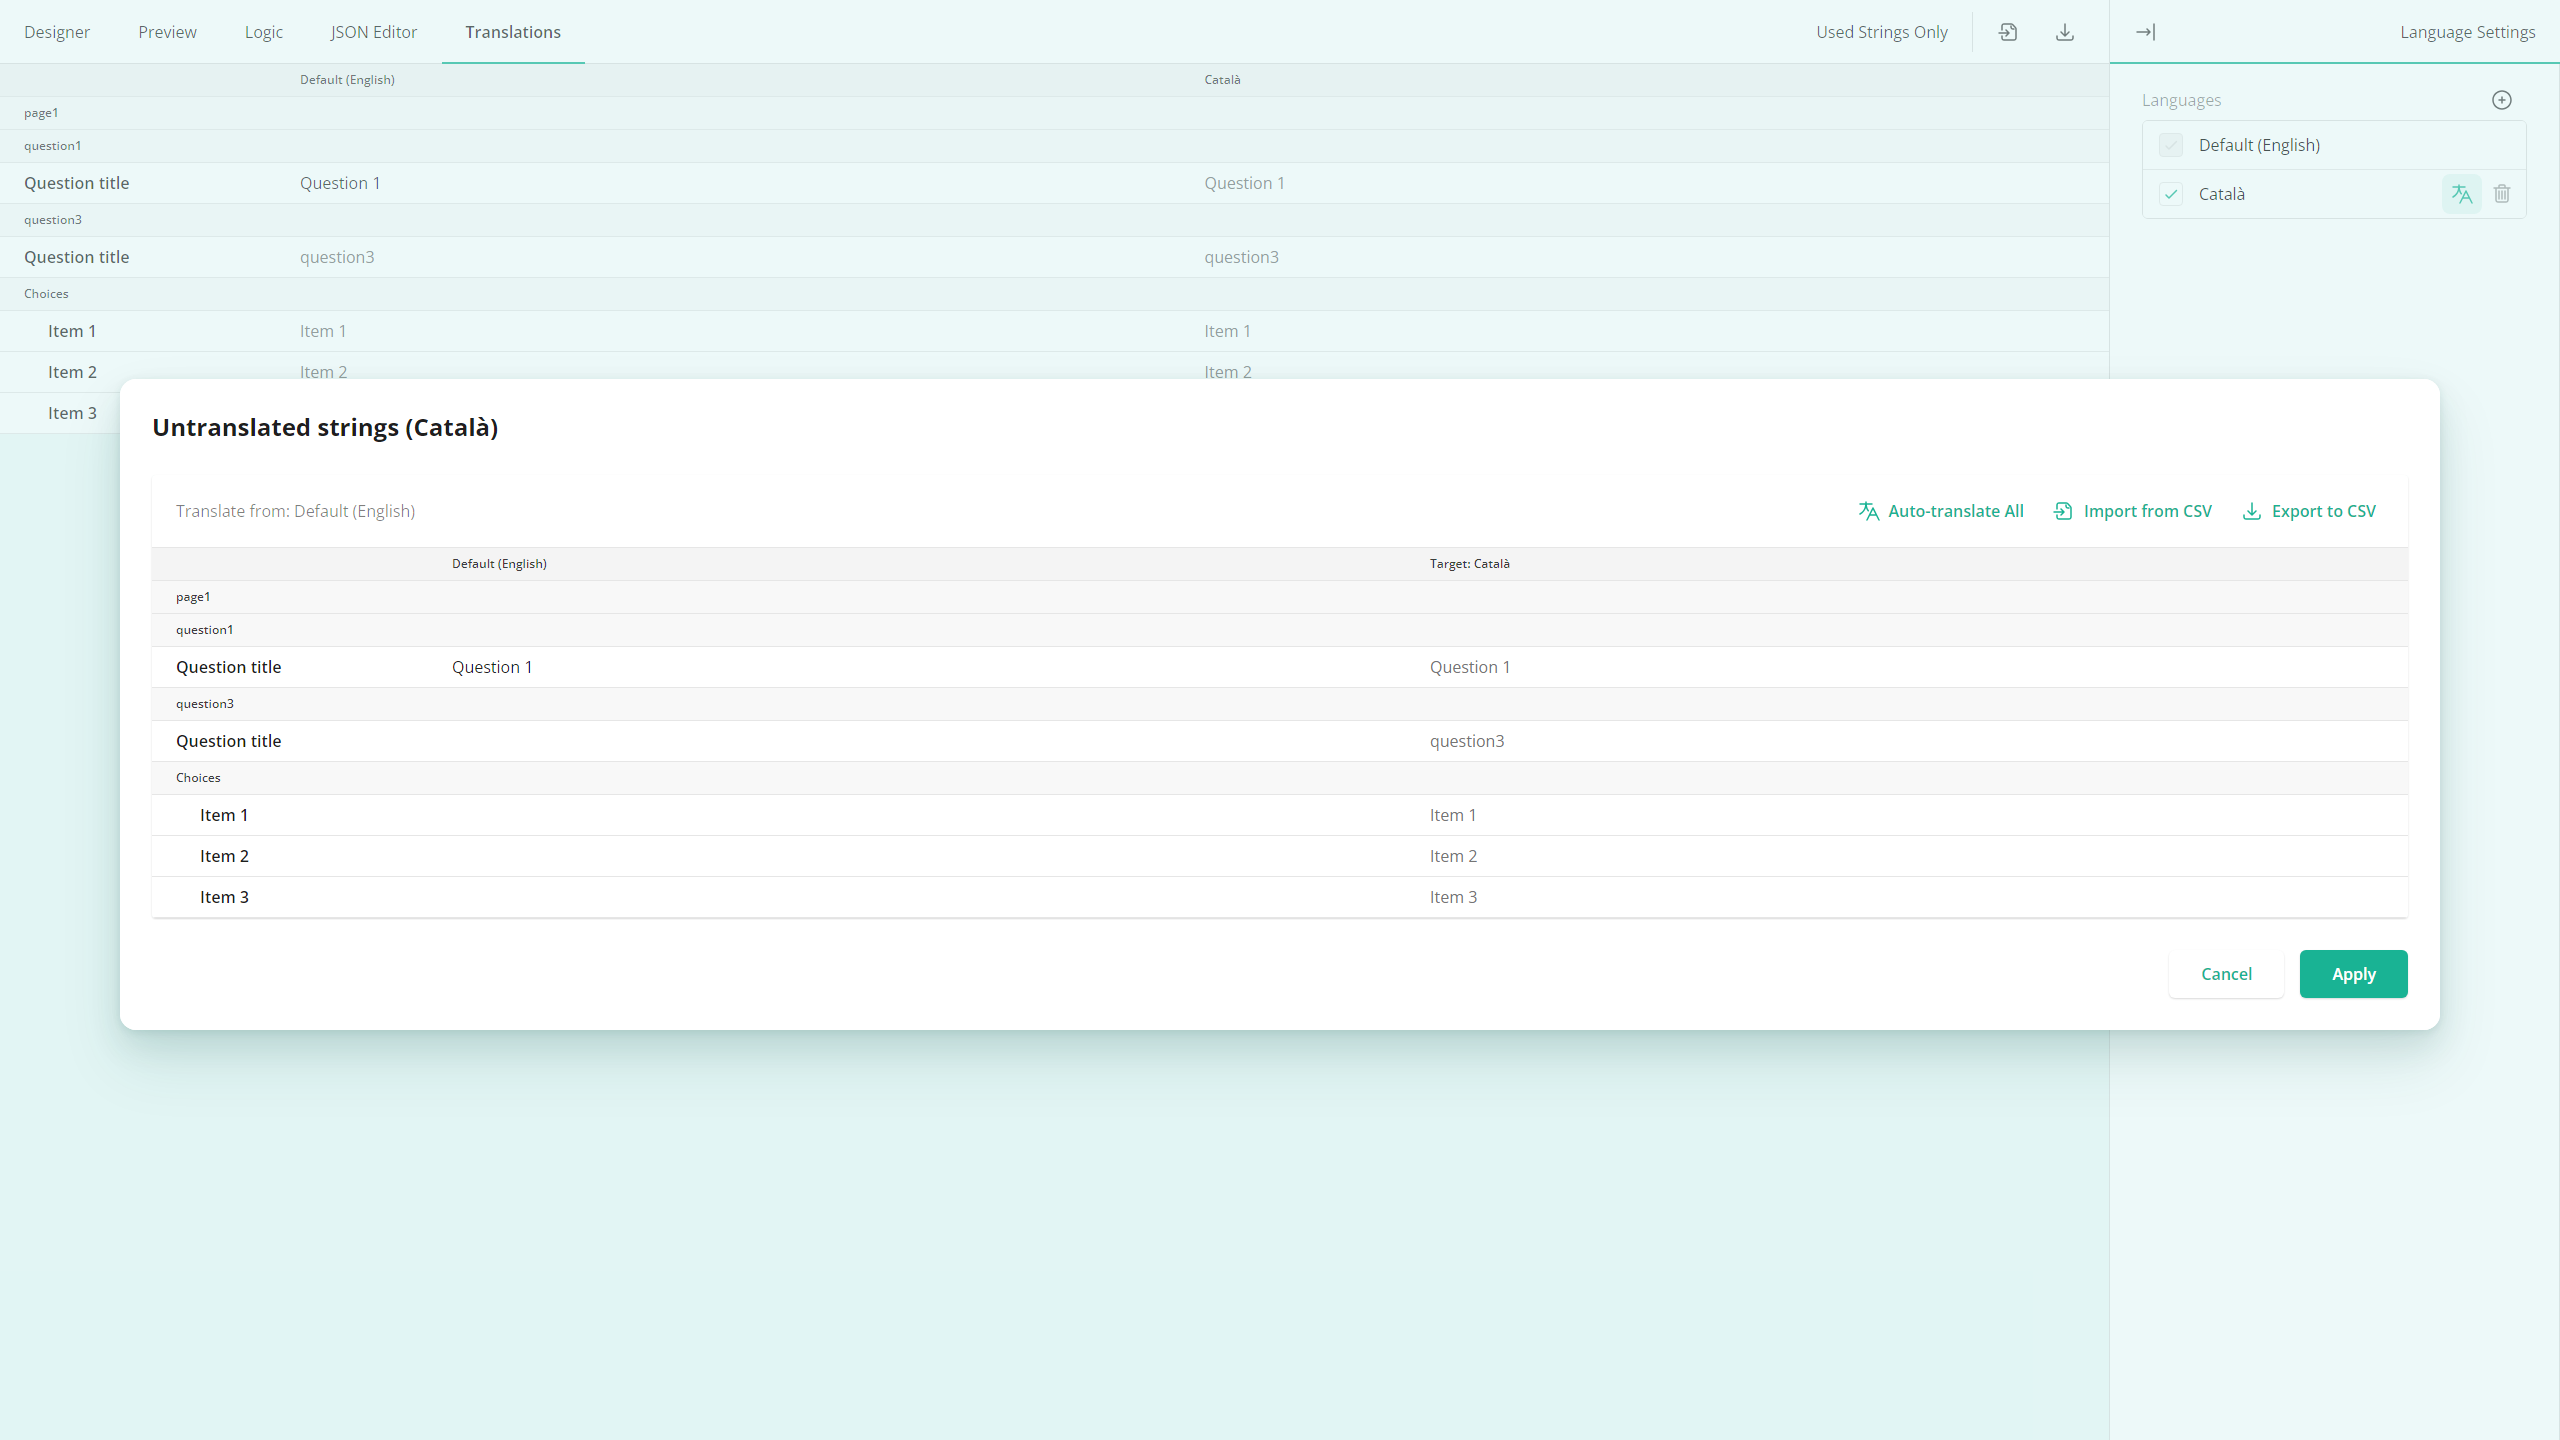 Designer Preview Logic JSON Editor Translations Used Strings Only Language Settings
Default (English) Català
Languages
page1
question1
Default (English)
Question title Question 1 Question 1
Català
question3
Question title question3 question3
Choices
Item 1 Item 1 Item 1
Item 2 Item 2 Item 2
Item 3
Untranslated strings (Català)
Translate from: Default (English) Auto-translate All Import from CSV Export to CSV
Default (English) Target: Català
page1
question1
Question title Question 1 Question 1
question3
Question title question3
Choices
Item 1 Item 1
Item 2 Item 2
Item 3 Item 3
Cancel Apply